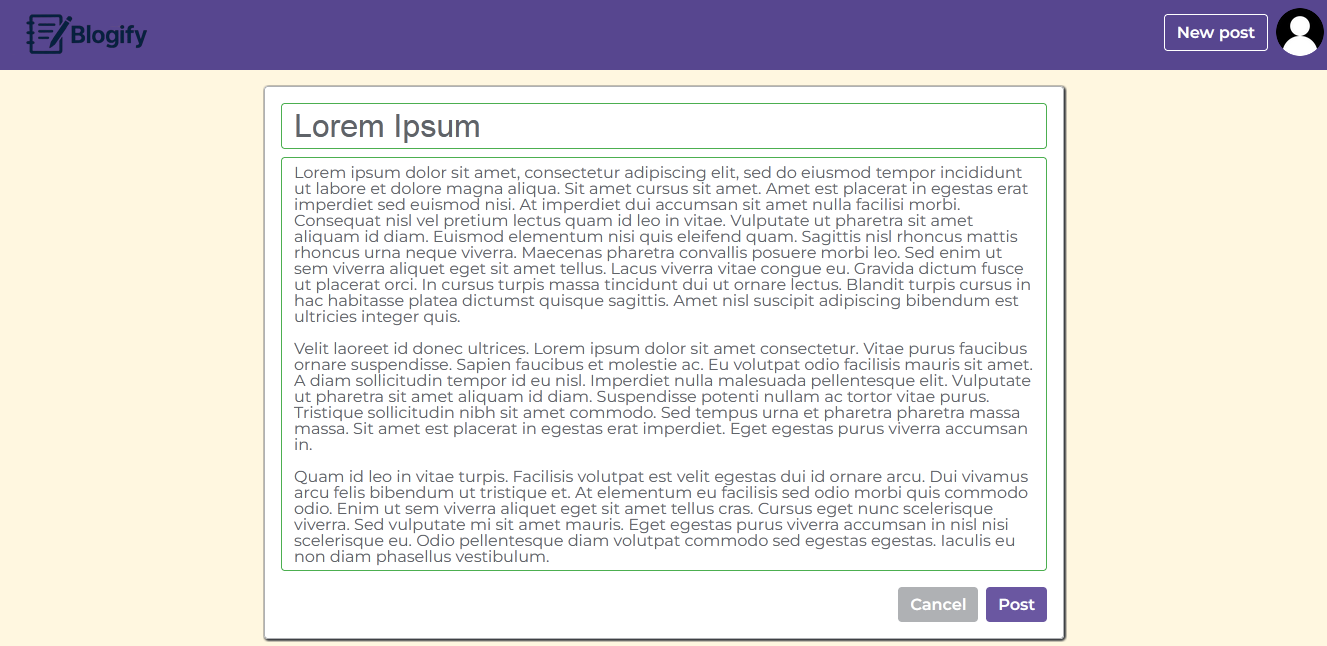 Blogify
New post
Lorem Ipsum
Lorem ipsum dolor sit amet, consectetur adipiscing elit, sed do eiusmod tempor incididunt
ut labore et dolore magna aliqua. Sit amet cursus sit amet. Amet est placerat in egestas erat
imperdiet sed euismod nisi. At imperdiet dui accumsan sit amet nulla facilisi morbi.
Consequat nisl vel pretium lectus quam id leo in vitae. Vulputate ut pharetra sit amet
aliquam id diam. Euismod elementum nisi quis eleifend quam. Sagittis nisl rhoncus mattis
rhoncus urna neque viverra. Maecenas pharetra convallis posuere morbi leo. Sed enim ut
sem viverra aliquet eget sit amet tellus. Lacus viverra vitae congue eu. Gravida dictum fusce
ut placerat orci. In cursus turpis massa tincidunt dui ut ornare lectus. Blandit turpis cursus in
hac habitasse platea dictumst quisque sagittis. Amet nisl suscipit adipiscing bibendum est
ultricies integer quis.
Velit laoreet id donec ultrices. Lorem ipsum dolor sit amet consectetur. Vitae purus faucibus
ornare suspendisse. Sapien faucibus et molestie ac. Eu volutpat odio facilisis mauris sit amet.
A diam sollicitudin tempor id eu nisl. Imperdiet nulla malesuada pellentesque elit. Vulputate
ut pharetra sit amet aliquam id diam. Suspendisse potenti nullam ac tortor vitae purus.
Tristique sollicitudin nibh sit amet commodo. Sed tempus urna et pharetra pharetra massa
massa. Sit amet est placerat in egestas erat imperdiet. Eget egestas purus viverra accumsan
in.
Quam id leo in vitae turpis. Facilisis volutpat est velit egestas dui id ornare arcu. Dui vivamus
arcu felis bibendum ut tristique et. At elementum eu facilisis sed odio morbi quis commodo
odio. Enim ut sem viverra aliquet eget sit amet tellus cras. Cursus eget nunc scelerisque
viverra. Sed vulputate mi sit amet mauris. Eget egestas purus viverra accumsan in nisl nisi
scelerisque eu. Odio pellentesque diam volutpat commodo sed egestas egestas. Iaculis eu
non diam phasellus vestibulum.
Cancel
Post